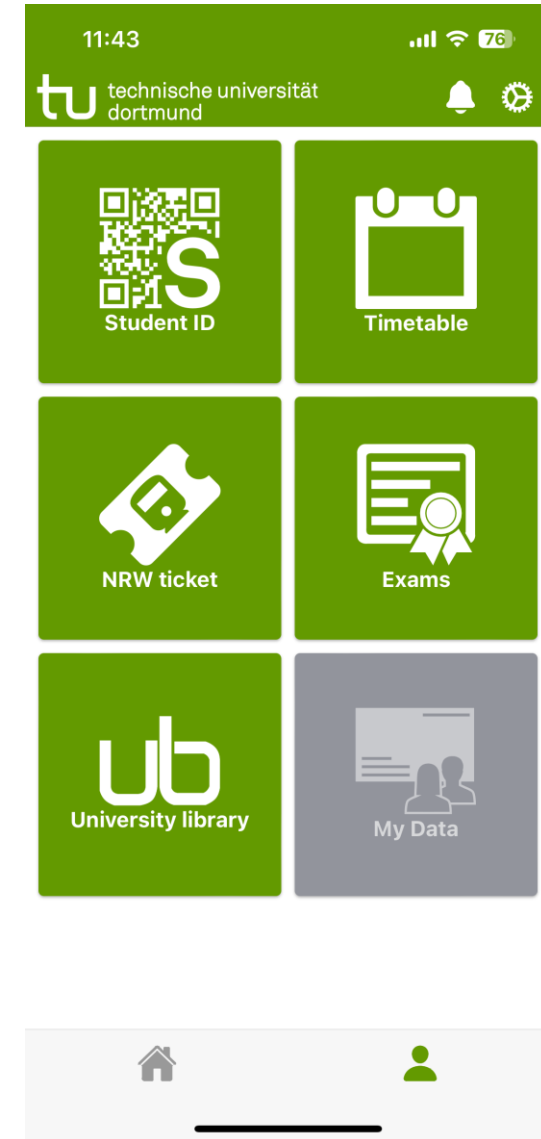 11:43
76
tu technische universität
dortmund
Student ID
Timetable
NRW ticket
Exams
ub
University library
My Data